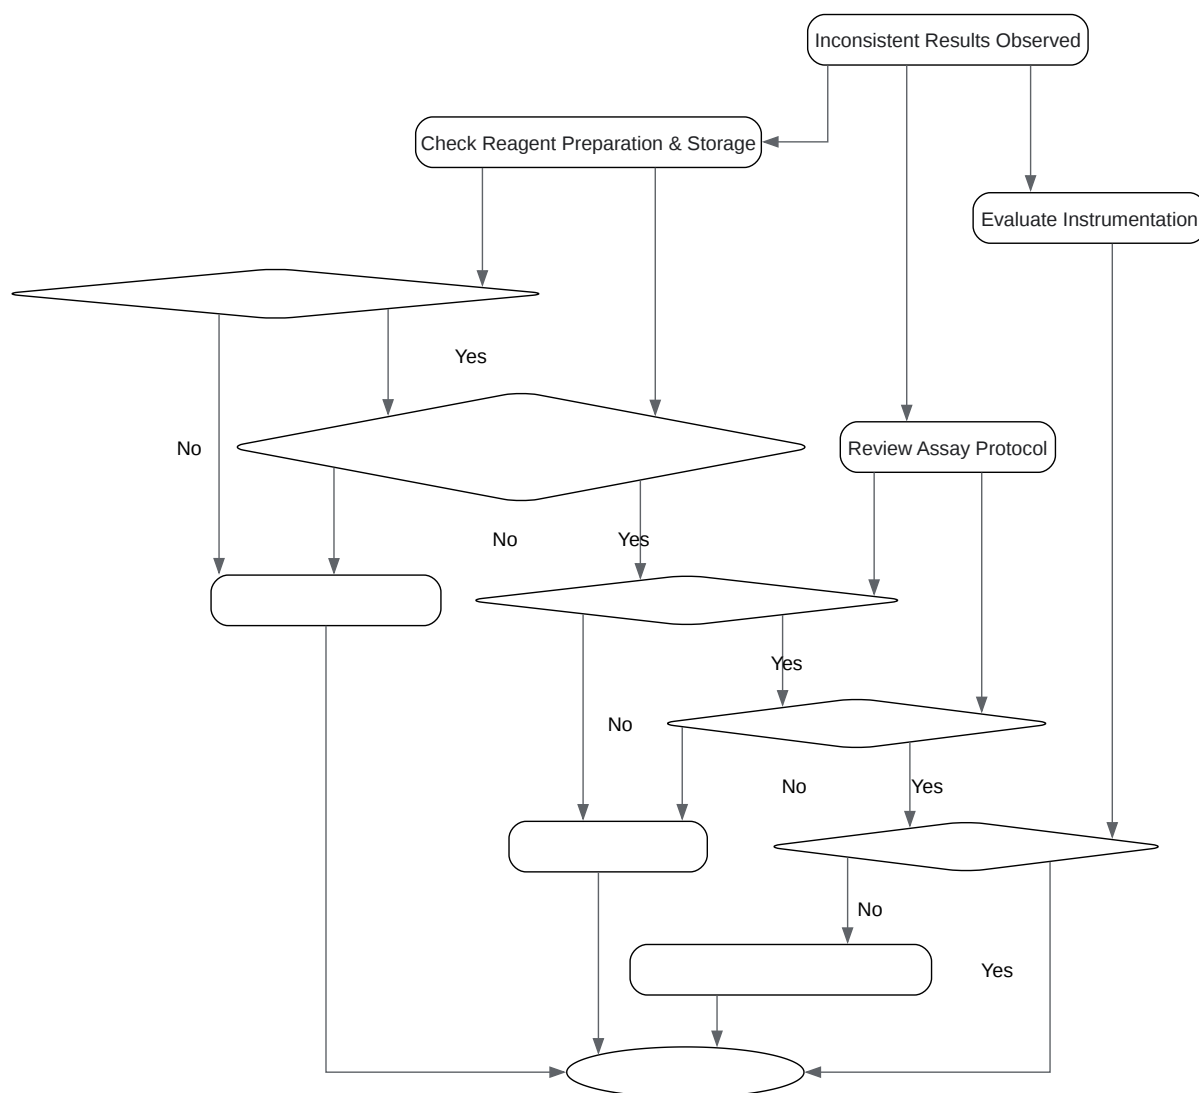 Inconsistent Results Observed
Check Reagent Preparation & Storage
Evaluate Instrumentation
Yes
No
Review Assay Protocol
No
Yes
Yes
No
No
Yes
No
Yes